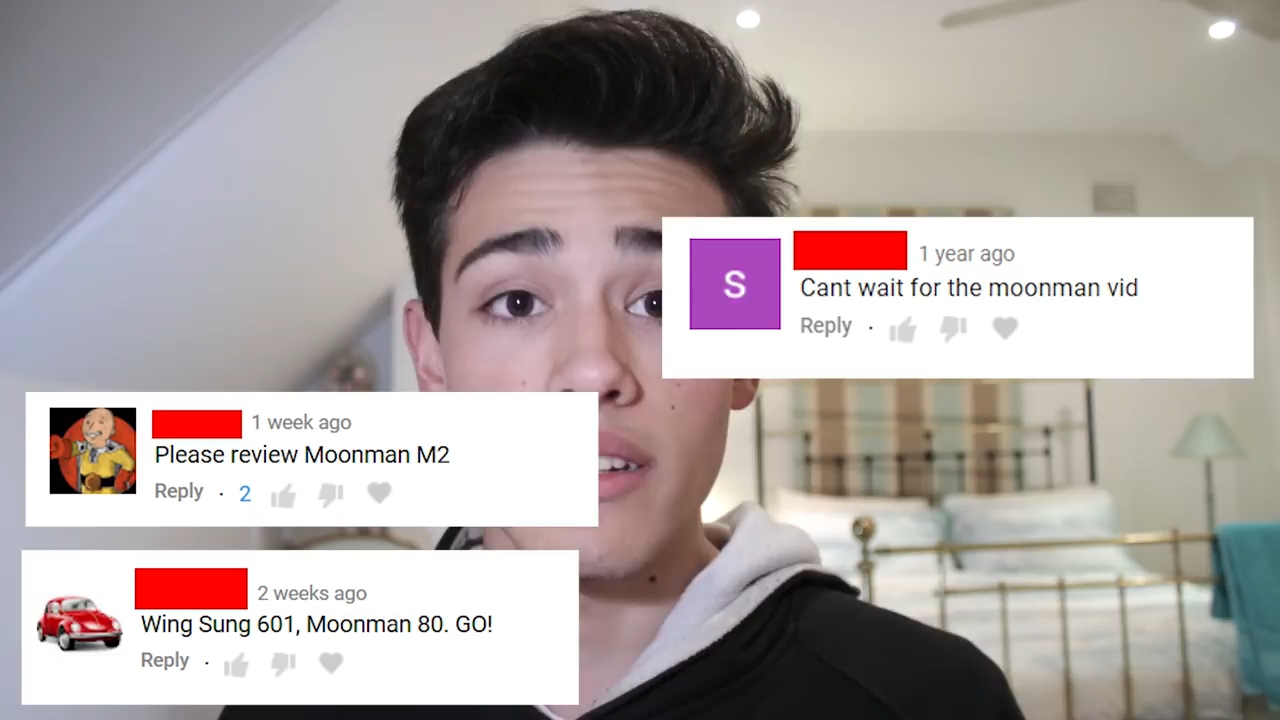 S
1 year ago
Cant wait for the moonman vid
Reply ·
1 week ago
Please review Moonman M2
Reply · 2
2 weeks ago
Wing Sung 601, Moonman 80. GO!
Reply ·